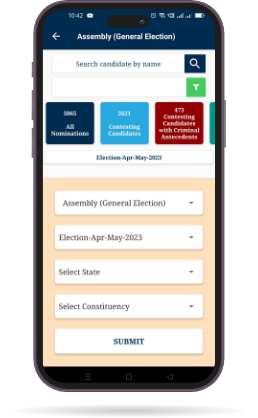 10:42
Assembly (General Election)
Search candidate by name
5065
All
Nominations
2621
Contesting
Candidates
473
Contesting
Candidates
with Criminal
Antecedents
Election-Apr-May-2023
Assembly (General Election)
Election-Apr-May-2023
Select State
Select Constituency
SUBMIT